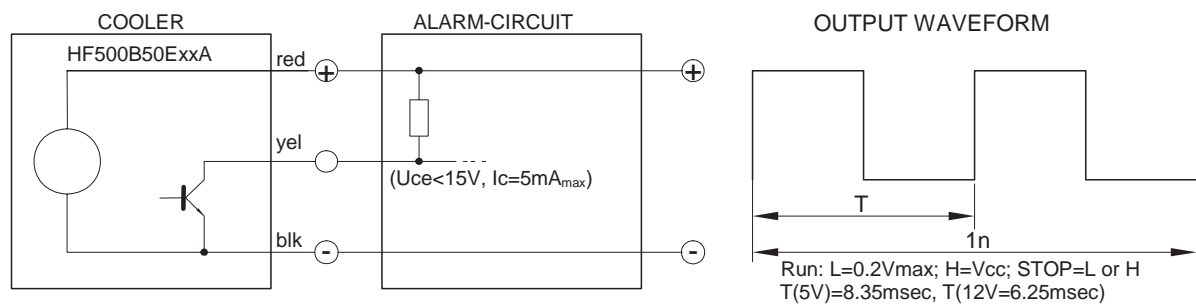 COOLER
HF500B50ExxA
red
+
yel
blk
-
ALARM-CIRCUIT
(Uce<15V, Ic=5mAmax)
+
-
OUTPUT WAVEFORM
T
1n
Run: L=0.2Vmax; H=Vcc; STOP=L or H
T(5V)=8.35msec, T(12V=6.25msec)